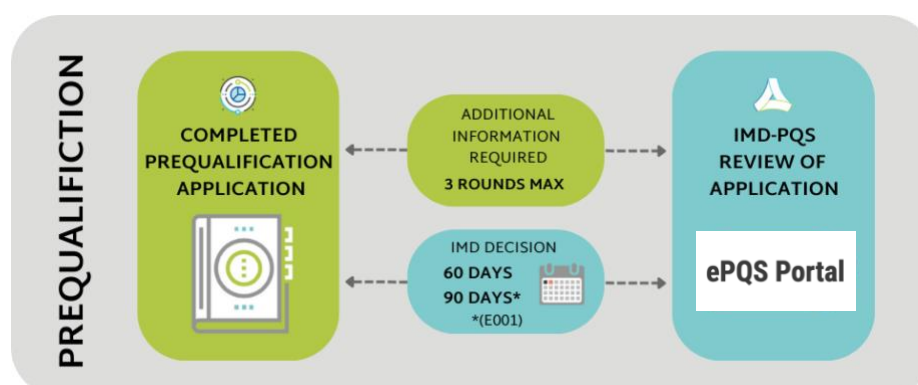 PREQUALIFICTION
COMPLETED
PREQUALIFICATION
APPLICATION
ADDITIONAL
INFORMATION
REQUIRED
3 ROUNDS MAX
IMD DECISION
60 DAYS
90 DAYS*
*(E001)
IMD-PQS
REVIEW OF
APPLICATION
ePQS Portal